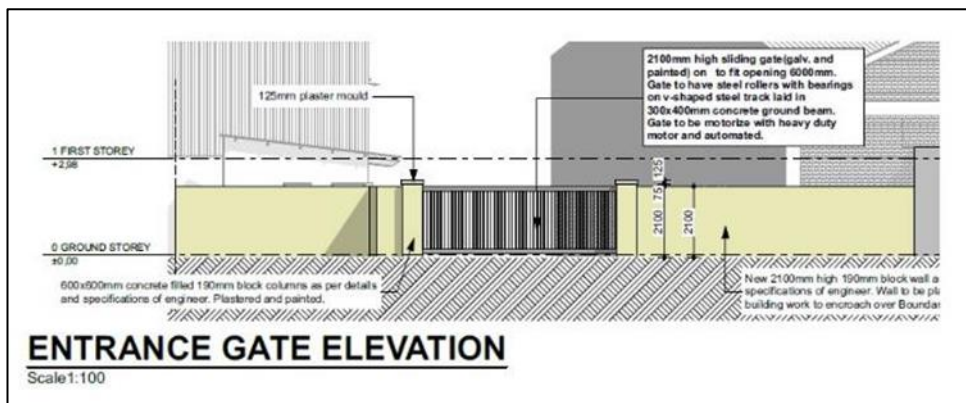 2100mm high sliding gate(galv. and
painted) on   to fit opening 6000mm.
Gate to have steel rollers with bearings
on v-shaped steel track laid in
300x400mm concrete ground beam.
Gate to be motorize with heavy duty
motor and automated.
125mm plaster mould
1 FIRST STOREY
+2,98
125
75
2100
2100
0 GROUND STOREY
±0,00
600x600mm concrete filled 190mm block columns as per details
and specifications of engineer. Plastered and painted.
New 2100mm high 190mm block wall a
specifications of engineer. Wall to be pla
building work to encroach over Boundar
ENTRANCE GATE ELEVATION
Scale1:100